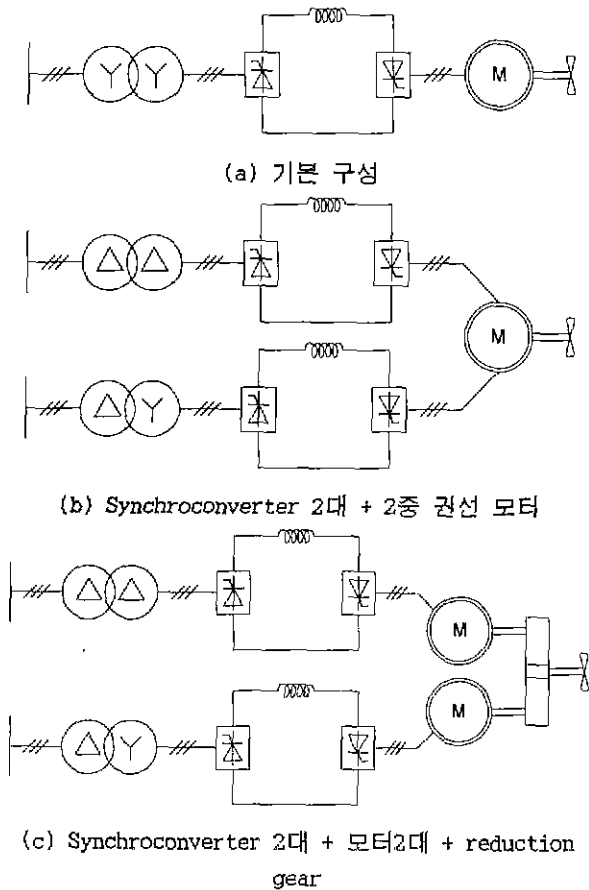 M
(a) 기본 구성
M
(b) Synchroconverter 2대 + 2중 권선 모터
M
M
(c) Synchroconverter 2대 + 모터2대 + reduction
gear